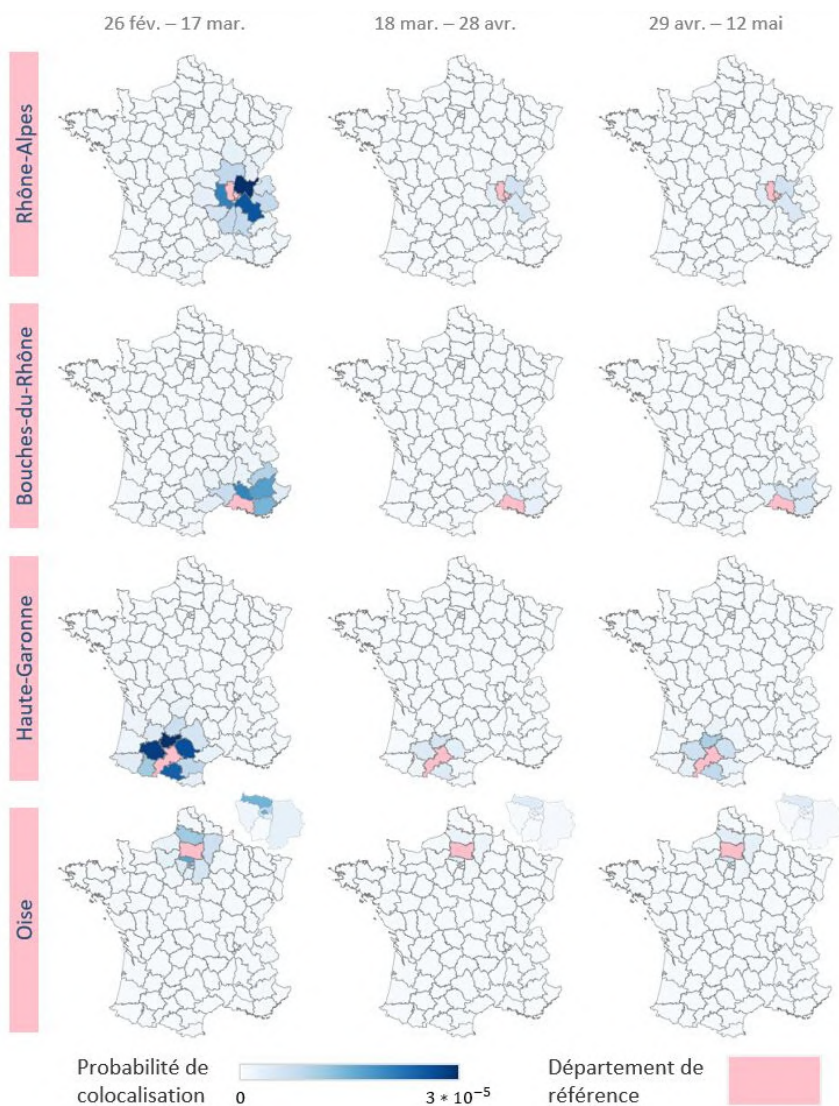 26 fév. – 17 mar.
18 mar. – 28 avr.
29 avr. – 12 mai
Rhône-Alpes
Bouches-du-Rhône
Haute-Garonne
Oise
Probabilité de
colocalisation
0
3 * 10⁻⁵
Département de
référence